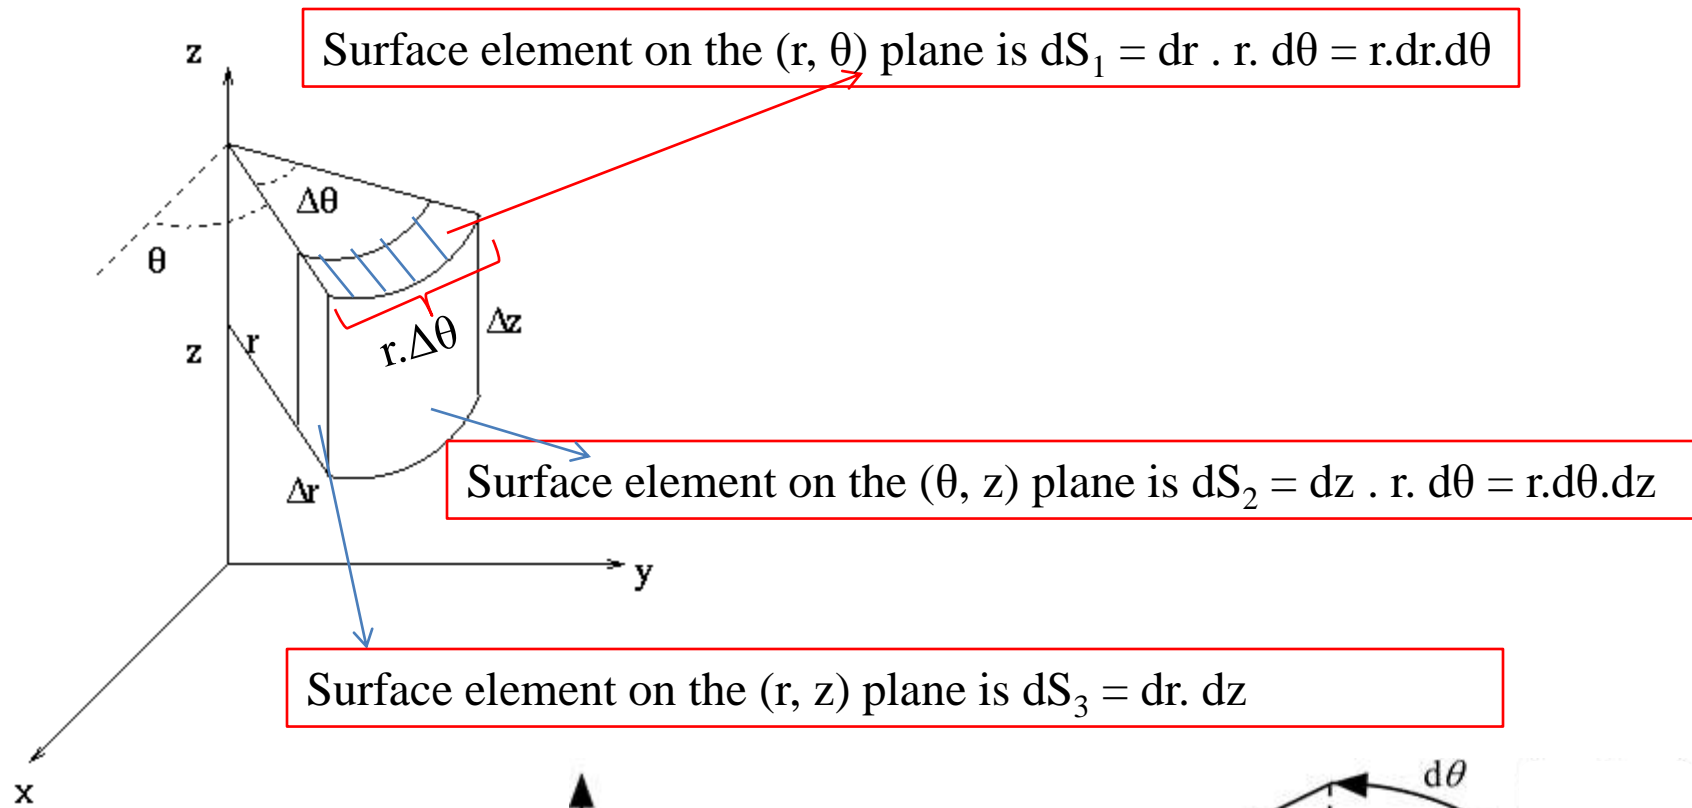 z
Surface element on the (r, θ) plane is dS₁ = dr . r. dθ = r.dr.dθ
Δθ
θ
z
r
r.Δθ
Δz
Surface element on the (θ, z) plane is dS₂ = dz . r. dθ = r.dθ.dz
Δr
y
Surface element on the (r, z) plane is dS₃ = dr. dz
x
dθ